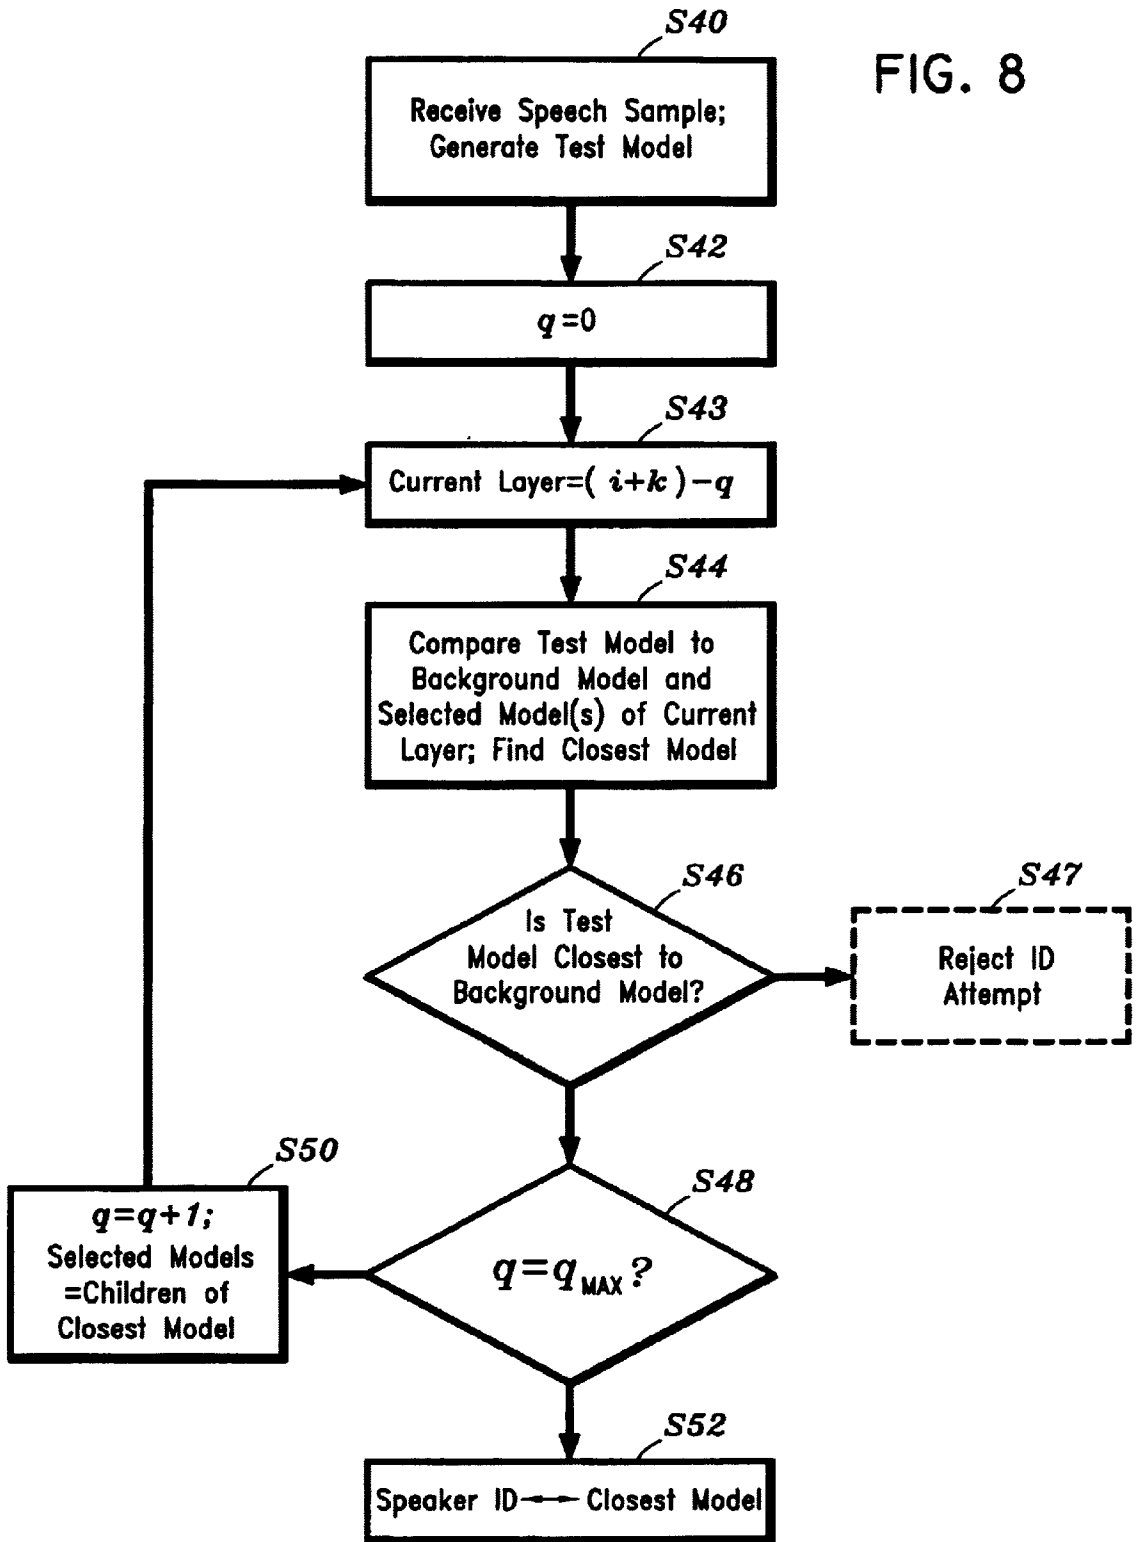 FIG. 8
S40
Receive Speech Sample;
Generate Test Model
S42
q=0
S43
Current Layer=( i+k )-q
S44
Compare Test Model to
Background Model and
Selected Model(s) of Current
Layer; Find Closest Model
S46
Is Test
Model Closest to
Background Model?
S47
Reject ID
Attempt
S48
q=qMAX?
S50
q=q+1;
Selected Models
=Children of
Closest Model
S52
Speaker ID↔Closest Model